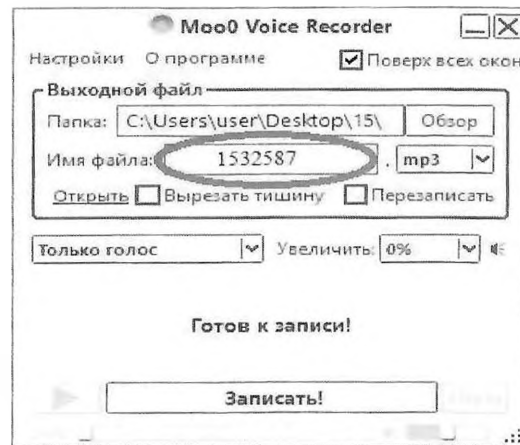 Moo0 Voice Recorder
Настройки О программе Поверх всех окон
Выходной файл
Папка: C:\Users\user\Desktop\15\ Обзор
Имя файла: 1532587 . mp3
Открыть Вырезать тишину Перезаписать
Только голос Увеличить: 0%
Готов к записи!
Записать!